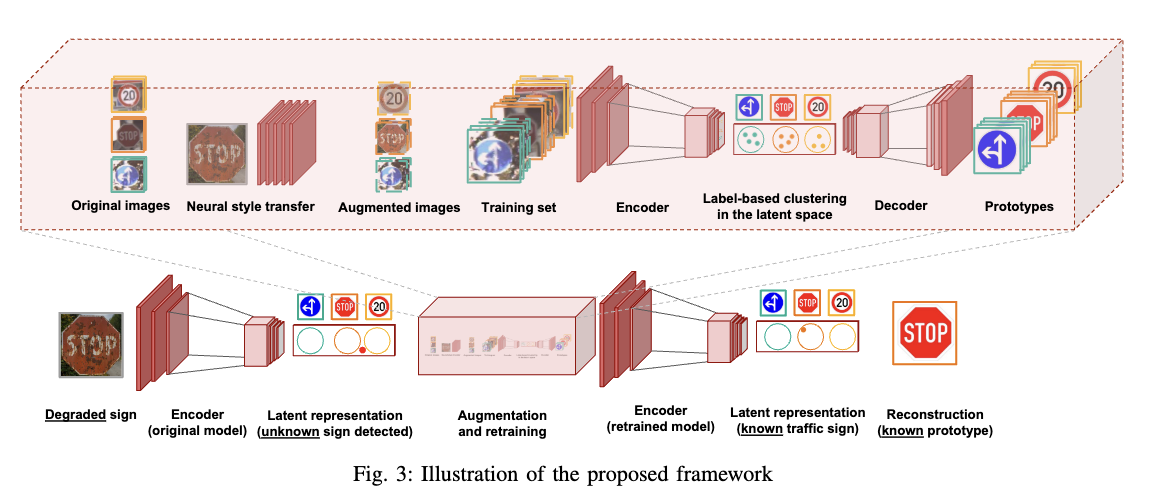 20
STOP
STOP
20
STOP
STOP
20
20
STOP
Original images
Neural style transfer
Augmented images
Training set
Encoder
Label-based clustering
in the latent space
Decoder
Prototypes
STOP
STOP
20
STOP
20
STOP
Degraded sign
Encoder
(original model)
Latent representation
(unknown sign detected)
Augmentation
and retraining
Encoder
(retrained model)
Latent representation
(known traffic sign)
Reconstruction
(known prototype)
Fig. 3: Illustration of the proposed framework